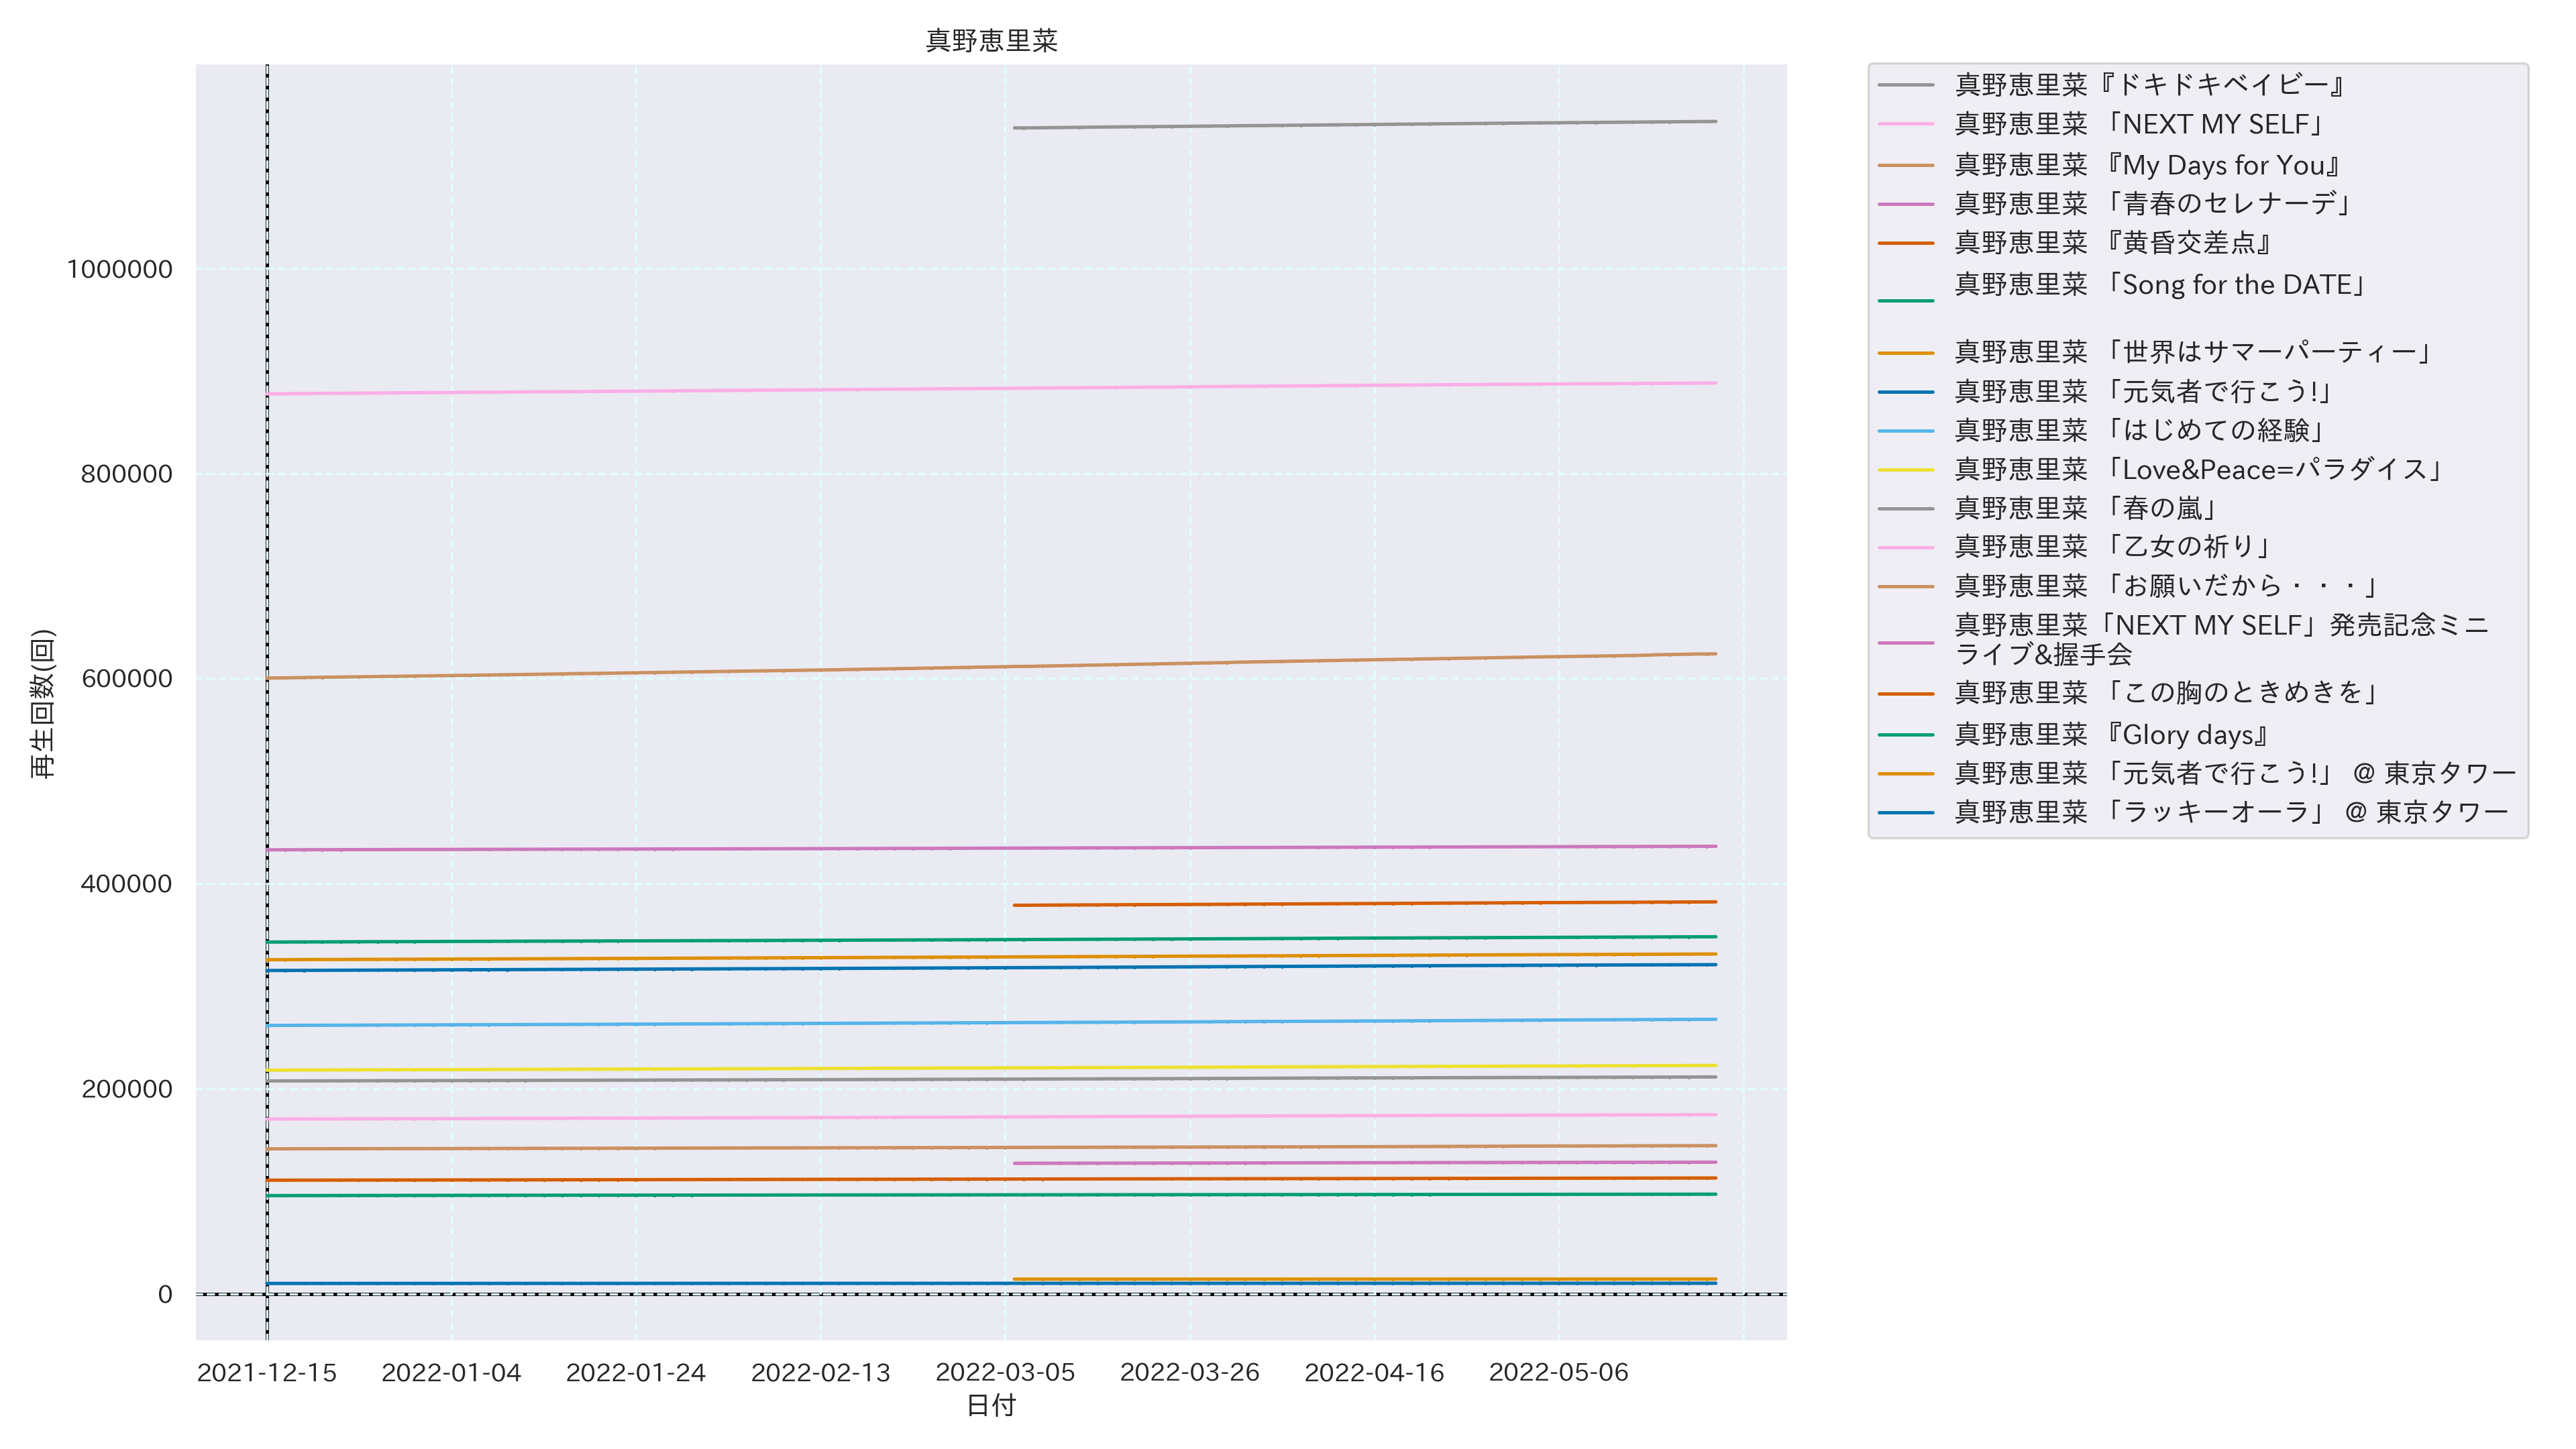 真野恵里菜
再生回数(回)
1000000
800000
600000
400000
200000
0
2021-12-15
2022-01-04
2022-01-24
2022-02-13
2022-03-05
2022-03-26
2022-04-16
2022-05-06
日付
真野恵里菜『ドキドキベイビー』
真野恵里菜 「NEXT MY SELF」
真野恵里菜 『My Days for You』
真野恵里菜 「青春のセレナーデ」
真野恵里菜 『黄昏交差点』
真野恵里菜 「Song for the DATE」
真野恵里菜 「世界はサマーパーティー」
真野恵里菜 「元気者で行こう!」
真野恵里菜 「はじめての経験」
真野恵里菜 「Love&Peace=パラダイス」
真野恵里菜 「春の嵐」
真野恵里菜 「乙女の祈り」
真野恵里菜 「お願いだから・・・」
真野恵里菜「NEXT MY SELF」発売記念ミニ
ライブ&握手会
真野恵里菜 「この胸のときめきを」
真野恵里菜 『Glory days』
真野恵里菜 「元気者で行こう!」 @ 東京タワー
真野恵里菜 「ラッキーオーラ」 @ 東京タワー